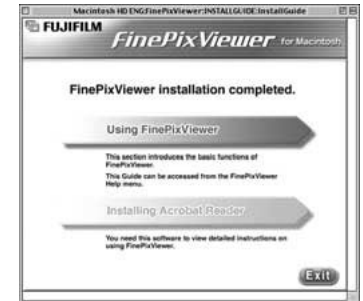 Macintosh HD ENG:FinePixViewer:INSTALLGUIDE:InstallGuide
FUJIFILM
FinePixViewer for Macintosh
FinePixViewer installation completed.
Using FinePixViewer
This section introduces the basic functions of
FinePixViewer.
This Guide can be accessed from the FinePixViewer
Help menu.
Installing Acrobat Reader
You need this software to view detailed instructions on
using FinePixViewer.
Exit